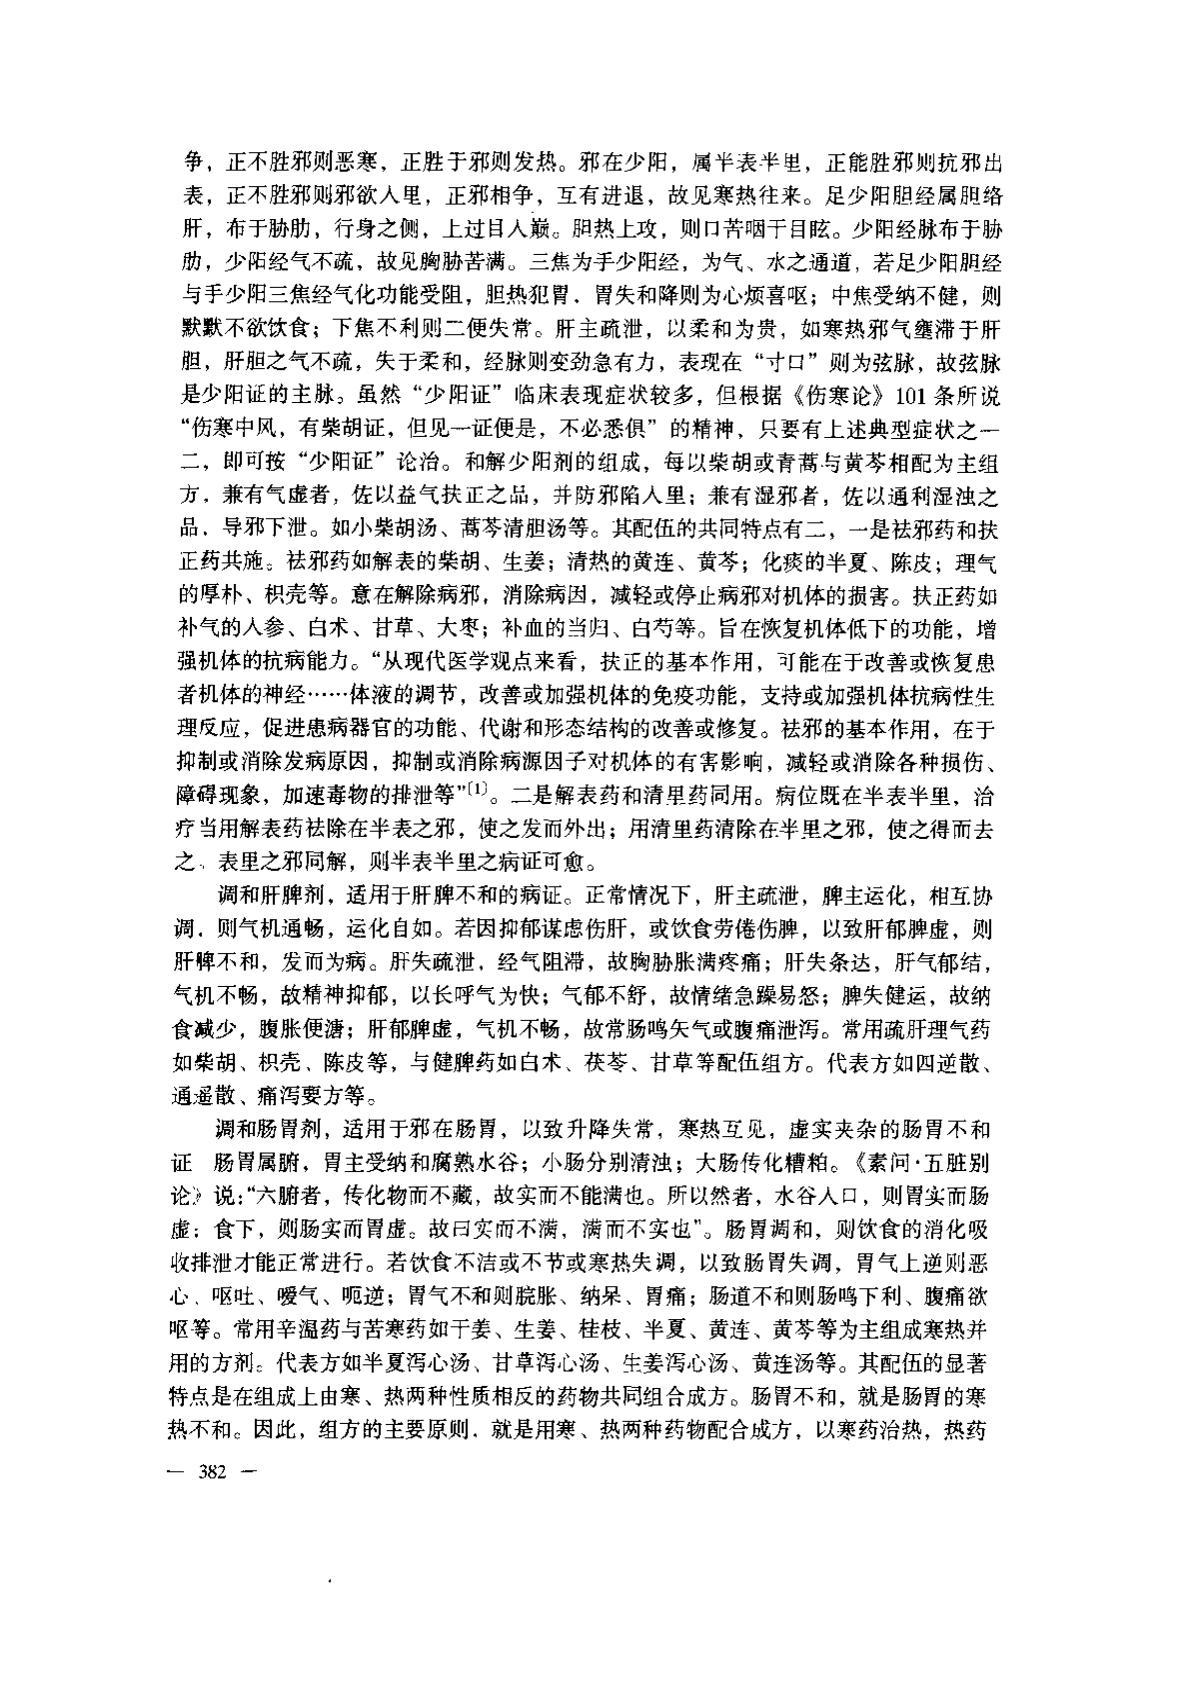 争，正不胜邪则恶寒，正胜于邪则发热。邪在少阳，属半表半里，正能胜邪则抗邪出
表，正不胜邪则邪欲入里，正邪相争，互有进退，故见寒热往来。足少阳胆经属胆络
肝，布于胁肋，行身之侧，上过目入巅。胆热上攻，则口苦咽干目眩。少阳经脉布于胁
肋，少阳经气不疏，故见胸胁苦满。三焦为手少阳经，为气、水之通道，若足少阳胆经
与手少阳三焦经气化功能受阻，胆热犯胃．胃失和降则为心烦喜呕；中焦受纳不健，则
默默不欲饮食；下焦不利则二便失常。肝主疏泄，以柔和为贵，如寒热邪气壅滞于肝
胆，肝胆之气不疏，失于柔和，经脉则变劲急有力，表现在“寸口”则为弦脉，故弦脉
是少阳证的主脉。虽然“少阳证”临床表现症状较多，但根据《伤寒论》101 条所说
“伤寒中风，有柴胡证，但见一证便是，不必悉俱”的精神，只要有上述典型症状之一
二，即可按“少阳证”论治。和解少阳剂的组成，每以柴胡或青蒿与黄芩相配为主组
方．兼有气虚者，佐以益气扶正之品，并防邪陷入里；兼有湿邪者，佐以通利湿浊之
品．导邪下泄。如小柴胡汤、蒿芩清胆汤等。其配伍的共同特点有二，一是祛邪药和扶
正药共施。祛邪药如解表的柴胡、生姜；清热的黄连、黄芩；化痰的半夏、陈皮；理气
的厚朴、枳壳等。意在解除病邪，消除病因，减轻或停止病邪对机体的损害。扶正药如
补气的人参、白术、甘草、大枣；补血的当归、白芍等。旨在恢复机体低下的功能，增
强机体的抗病能力。“从现代医学观点来看，扶正的基本作用，可能在于改善或恢复患
者机体的神经……体液的调节，改善或加强机体的免疫功能，支持或加强机体抗病性生
理反应，促进患病器官的功能、代谢和形态结构的改善或修复。祛邪的基本作用，在于
抑制或消除发病原因，抑制或消除病源因子对机体的有害影响，减轻或消除各种损伤、
障碍现象，加速毒物的排泄等”〔1〕。二是解表药和清里药同用。病位既在半表半里，治
疗当用解表药祛除在半表之邪，使之发而外出；用清里药清除在半里之邪，使之得而去
之．表里之邪同解，则半表半里之病证可愈。
调和肝脾剂，适用于肝脾不和的病证。正常情况下，肝主疏泄，脾主运化，相互协
调．则气机通畅，运化自如。若因抑郁谋虑伤肝，或饮食劳倦伤脾，以致肝郁脾虚，则
肝脾不和，发而为病。肝失疏泄，经气阻滞，故胸胁胀满疼痛；肝失条达，肝气郁结，
气机不畅，故精神抑郁，以长呼气为快；气郁不舒，故情绪急躁易怒；脾失健运，故纳
食减少，腹胀便溏；肝郁脾虚，气机不畅，故常肠鸣矢气或腹痛泄泻。常用疏肝理气药
如柴胡、枳壳、陈皮等，与健脾药如白术、茯苓、甘草等配伍组方。代表方如四逆散、
逍遥散、痛泻要方等。
调和肠胃剂，适用于邪在肠胃，以致升降失常，寒热互见，虚实夹杂的肠胃不和
证　肠胃属腑，胃主受纳和腐熟水谷；小肠分别清浊；大肠传化糟粕。《素问·五脏别
论》说：“六腑者，传化物而不藏，故实而不能满也。所以然者，水谷入口，则胃实而肠
虚；食下，则肠实而胃虚。故曰实而不满，满而不实也”。肠胃调和，则饮食的消化吸
收排泄才能正常进行。若饮食不洁或不节或寒热失调，以致肠胃失调，胃气上逆则恶
心、呕吐、嗳气、呃逆；胃气不和则脘胀、纳呆、胃痛；肠道不和则肠鸣下利、腹痛欲
呕等。常用辛温药与苦寒药如干姜、生姜、桂枝、半夏、黄连、黄芩等为主组成寒热并
用的方剂。代表方如半夏泻心汤、甘草泻心汤、生姜泻心汤、黄连汤等。其配伍的显著
特点是在组成上由寒、热两种性质相反的药物共同组合成方。肠胃不和，就是肠胃的寒
热不和。因此，组方的主要原则．就是用寒、热两种药物配合成方，以寒药治热，热药
— 382 —